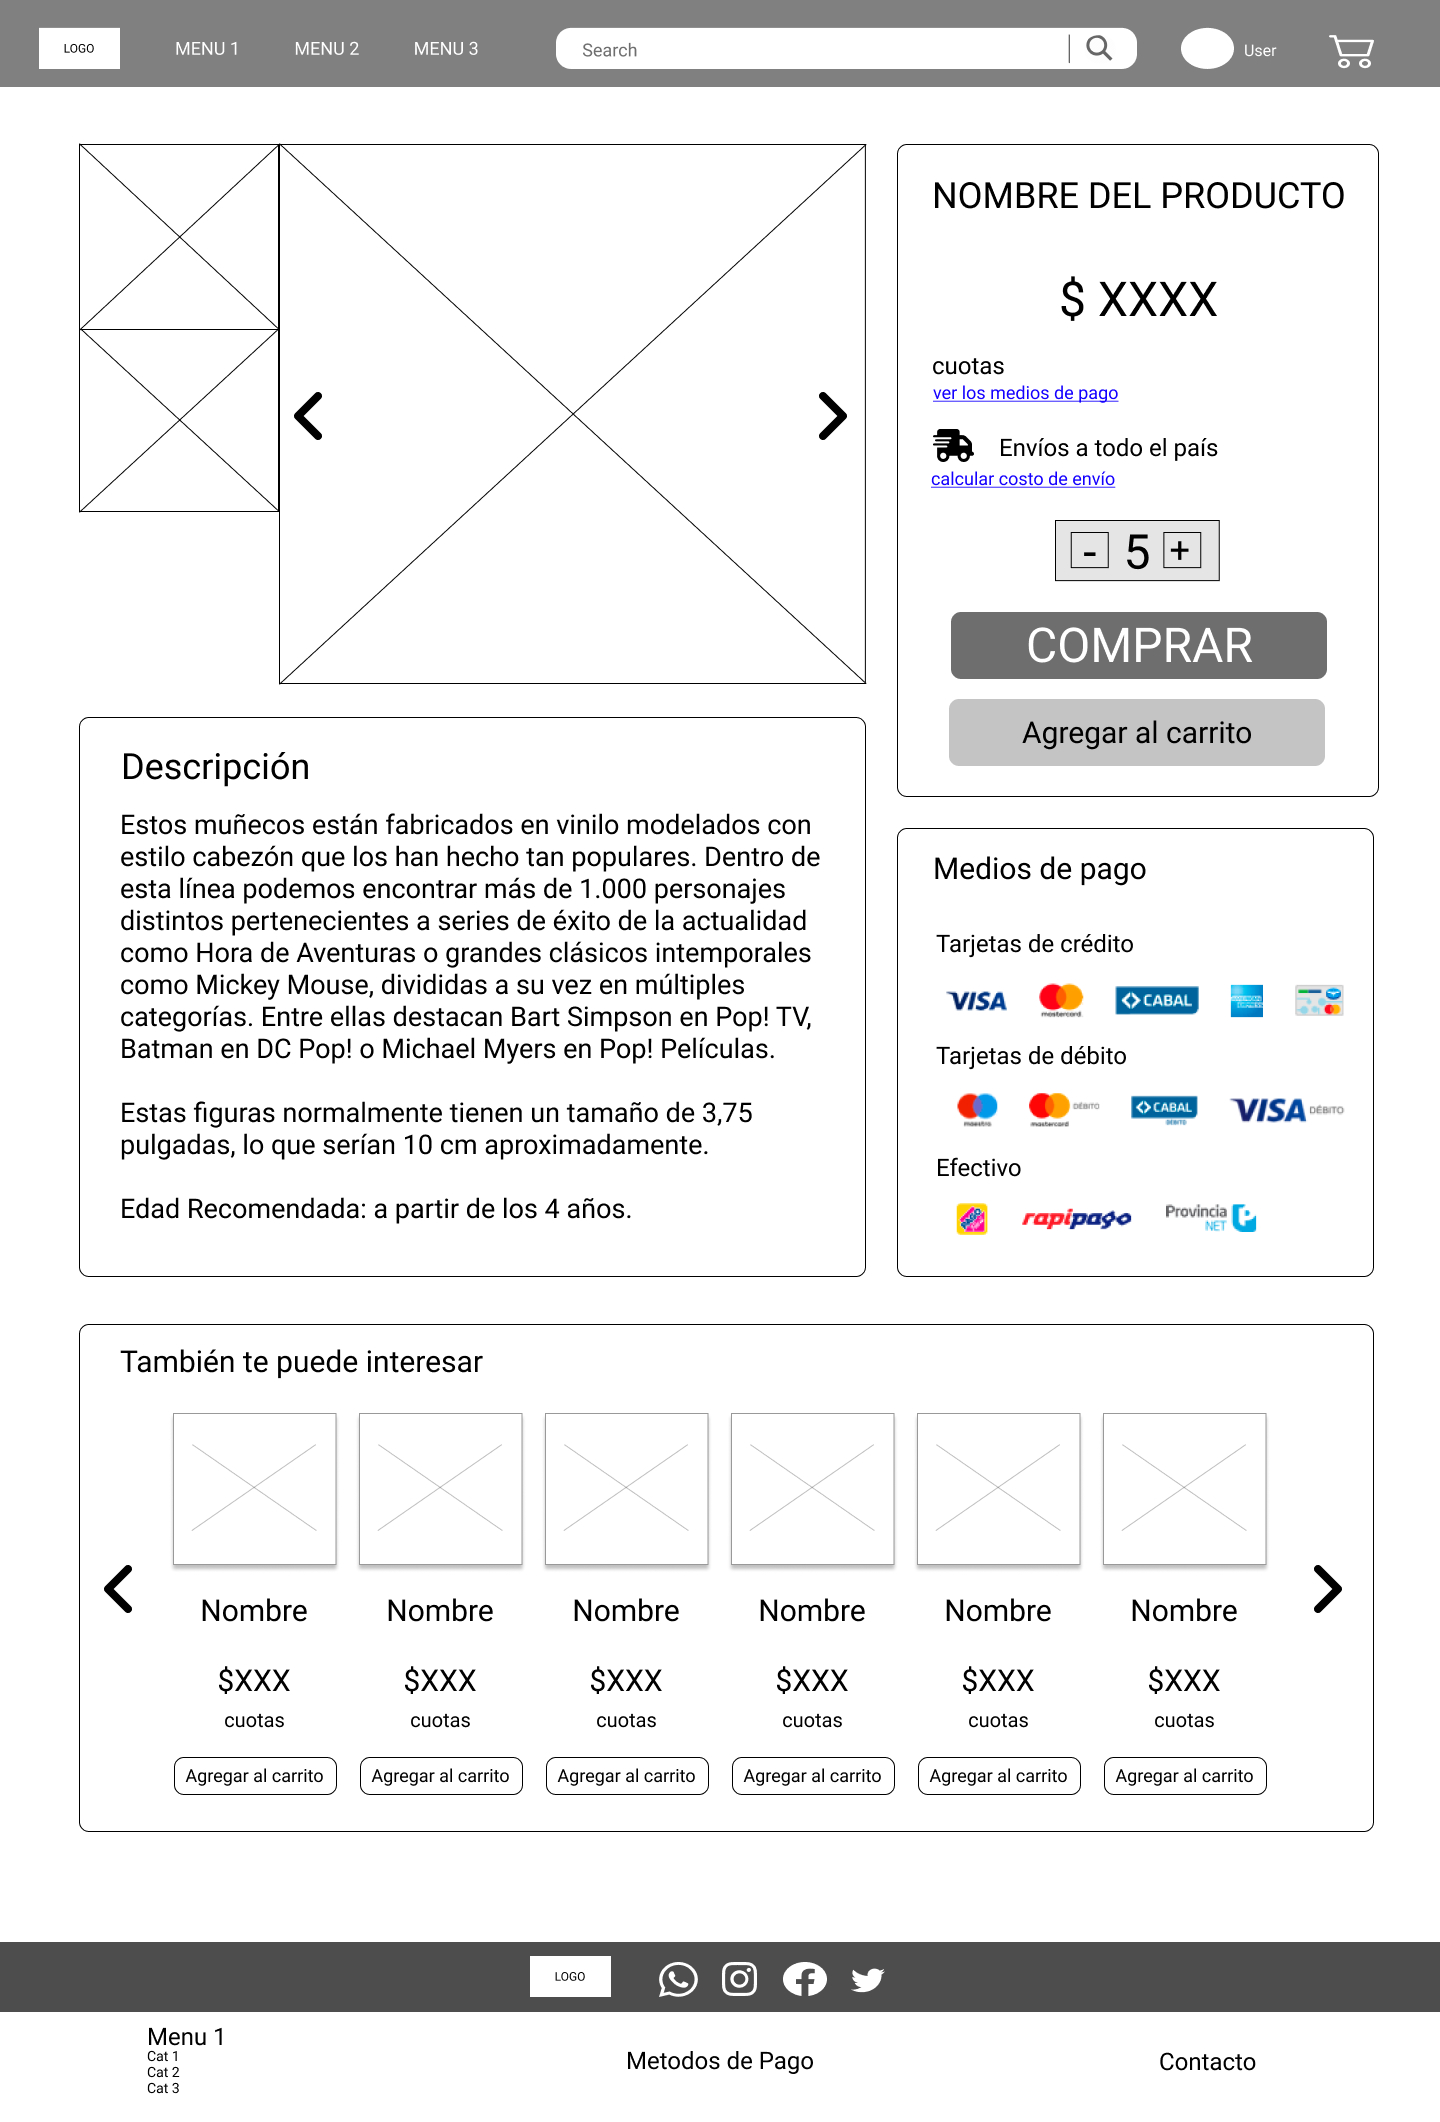 LOGO
MENU 1
MENU 2
MENU 3
Search
User
NOMBRE DEL PRODUCTO
$ XXXX
cuotas
ver los medios de pago
Envíos a todo el país
calcular costo de envío
- 5 +
COMPRAR
Agregar al carrito
Descripción
Estos muñecos están fabricados en vinilo modelados con
estilo cabezón que los han hecho tan populares. Dentro de
esta línea podemos encontrar más de 1.000 personajes
distintos pertenecientes a series de éxito de la actualidad
como Hora de Aventuras o grandes clásicos intemporales
como Mickey Mouse, divididas a su vez en múltiples
categorías. Entre ellas destacan Bart Simpson en Pop! TV,
Batman en DC Pop! o Michael Myers en Pop! Películas.
Estas figuras normalmente tienen un tamaño de 3,75
pulgadas, lo que serían 10 cm aproximadamente.
Edad Recomendada: a partir de los 4 años.
Medios de pago
Tarjetas de crédito
VISA
mastercard
CABAL
Tarjetas de débito
maestro
mastercard DÉBITO
CABAL DÉBITO
VISA DÉBITO
Efectivo
PAGO
rapipago
Provincia NET
También te puede interesar
Nombre Nombre Nombre Nombre Nombre Nombre
$XXX $XXX $XXX $XXX $XXX $XXX
cuotas cuotas cuotas cuotas cuotas cuotas
Agregar al carrito Agregar al carrito Agregar al carrito Agregar al carrito Agregar al carrito Agregar al carrito
LOGO
Menu 1
Cat 1
Cat 2
Cat 3
Metodos de Pago
Contacto